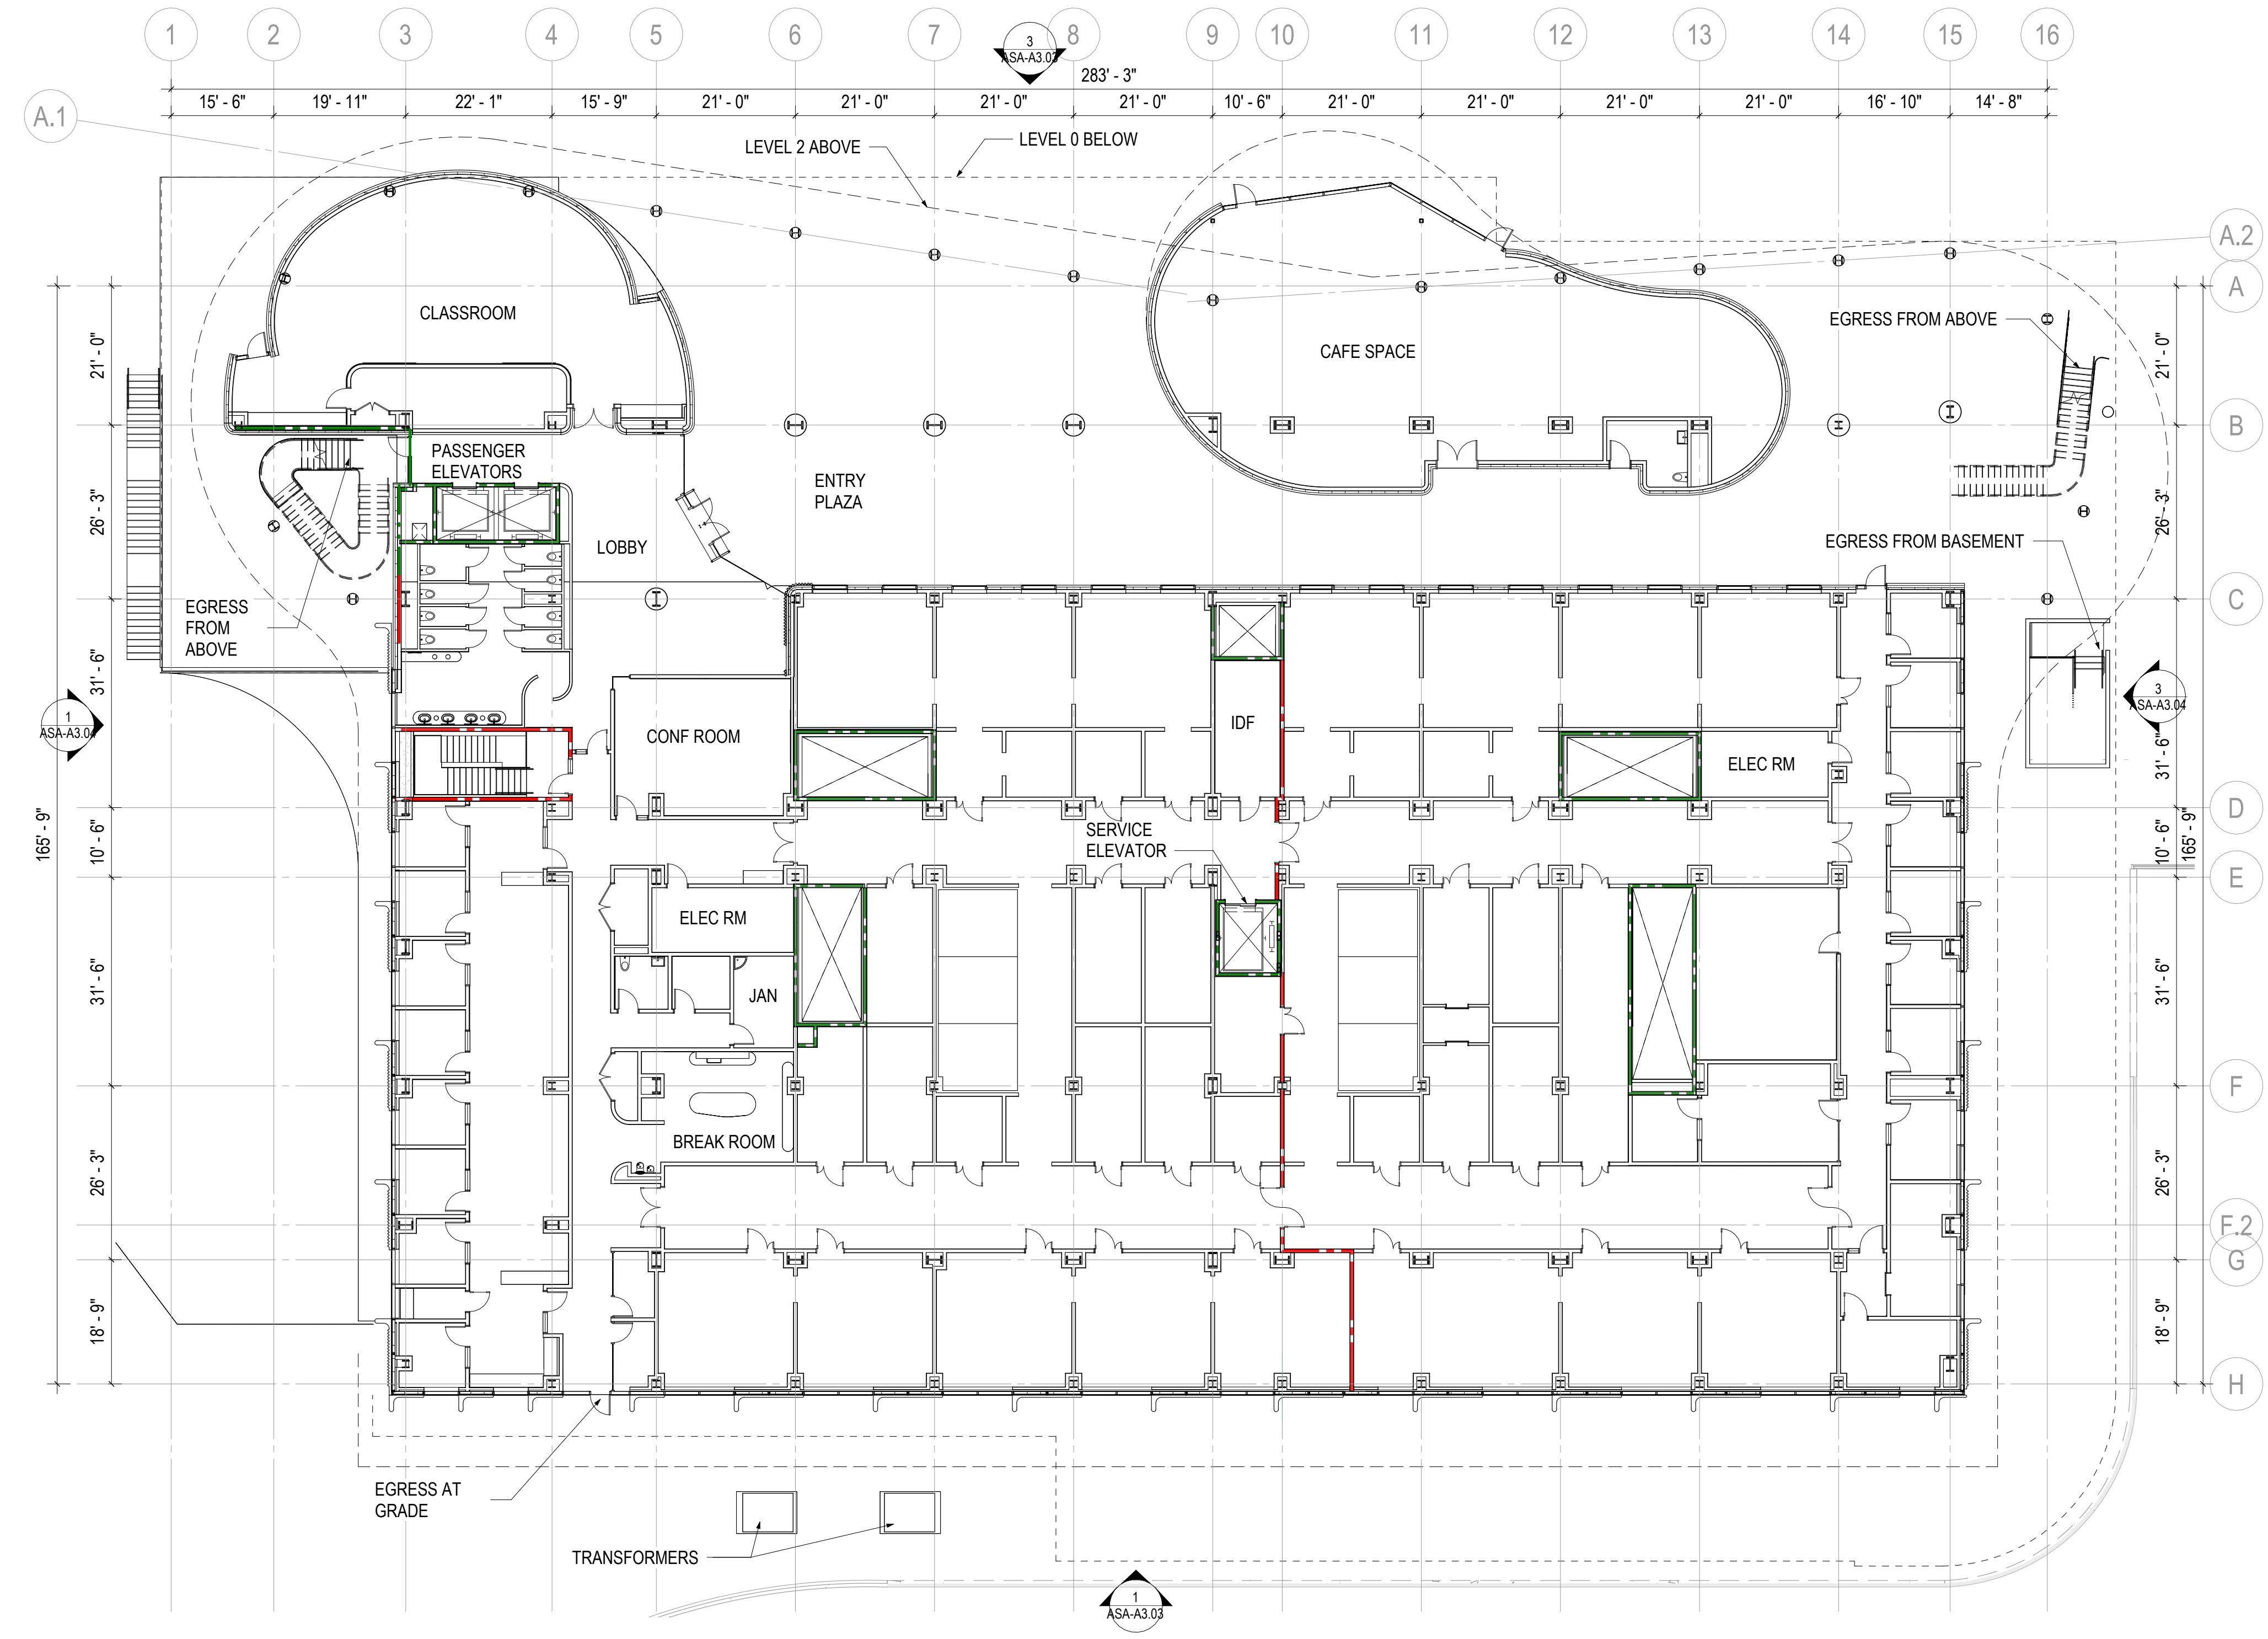 1 2 3 4 5 6 7 8 9 10 11 12 13 14 15 16
3
ASA-A3.03
283' - 3"
15' - 6" 19' - 11" 22' - 1" 15' - 9" 21' - 0" 21' - 0" 21' - 0" 21' - 0" 10' - 6" 21' - 0" 21' - 0" 21' - 0" 21' - 0" 16' - 10" 14' - 8"
A.1
LEVEL 2 ABOVE
LEVEL 0 BELOW
A.2
A
B
C
D
E
F
F.2
G
H
CLASSROOM
CAFE SPACE
EGRESS FROM ABOVE
PASSENGER
ELEVATORS
ENTRY
PLAZA
LOBBY
EGRESS FROM BASEMENT
EGRESS
FROM
ABOVE
1
ASA-A3.04
3
ASA-A3.04
CONF ROOM
IDF
ELEC RM
SERVICE
ELEVATOR
ELEC RM
JAN
BREAK ROOM
165' - 9"
21' - 0"
26' - 3"
31' - 6"
10' - 6"
31' - 6"
26' - 3"
18' - 9"
21' - 0"
26' - 3"
31' - 6"
10' - 6"
165' - 9"
31' - 6"
26' - 3"
18' - 9"
EGRESS AT
GRADE
TRANSFORMERS
1
ASA-A3.03